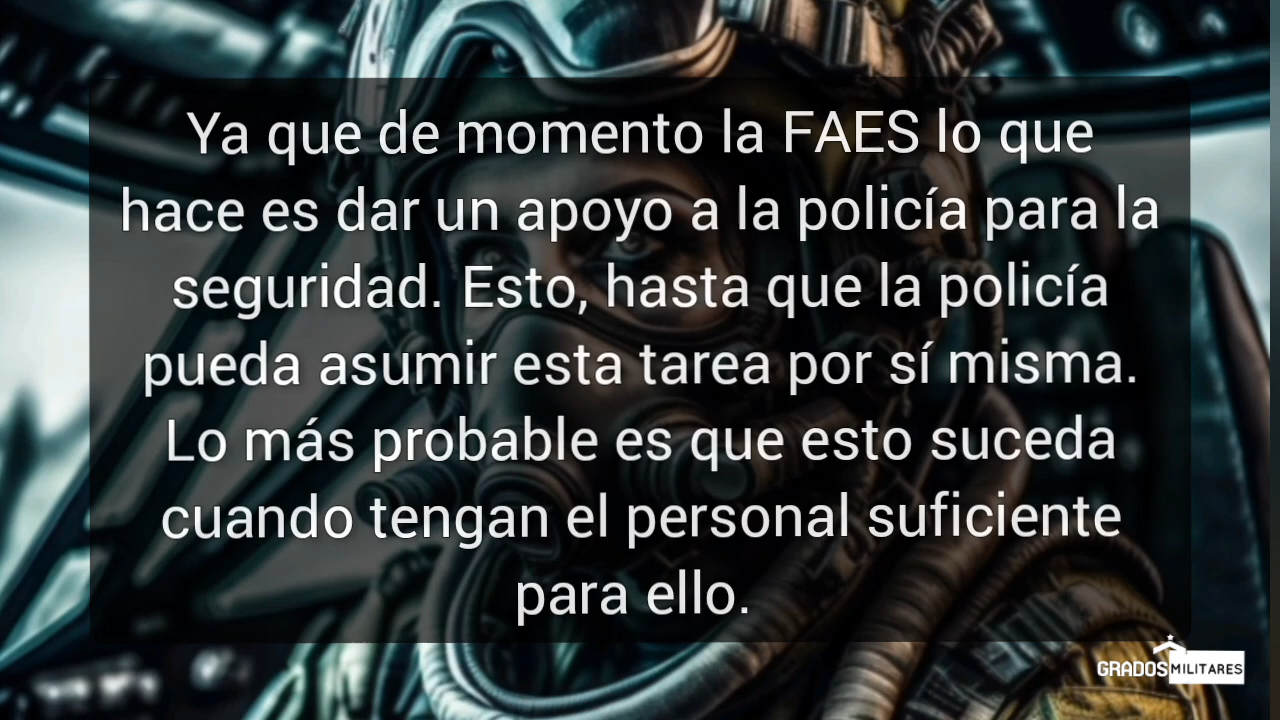 Ya que de momento la FAES lo que
hace es dar un apoyo a la policía para la
seguridad. Esto, hasta que la policía
pueda asumir esta tarea por sí misma.
Lo más probable es que esto suceda
cuando tengan el personal suficiente
para ello.
GRADOSMILITARES